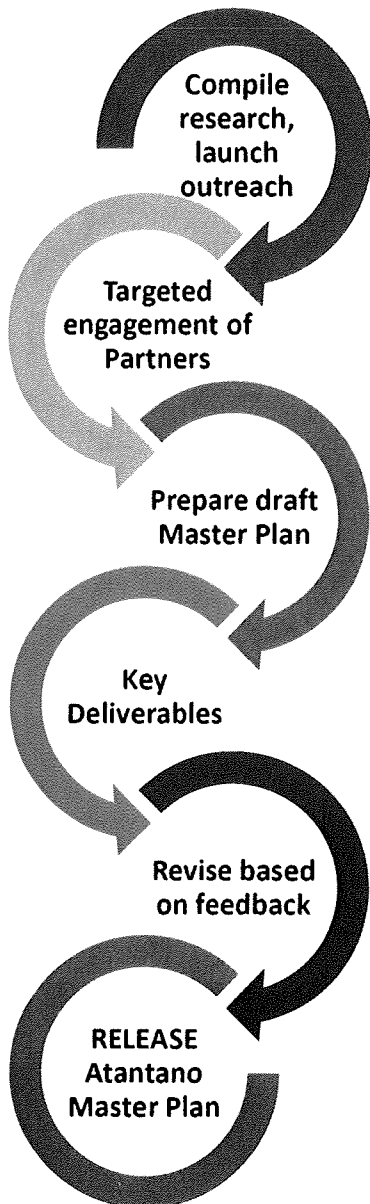 Compile
research,
launch
outreach
Targeted
engagement of
Partners
Prepare draft
Master Plan
Key
Deliverables
Revise based
on feedback
RELEASE
Atantano
Master Plan